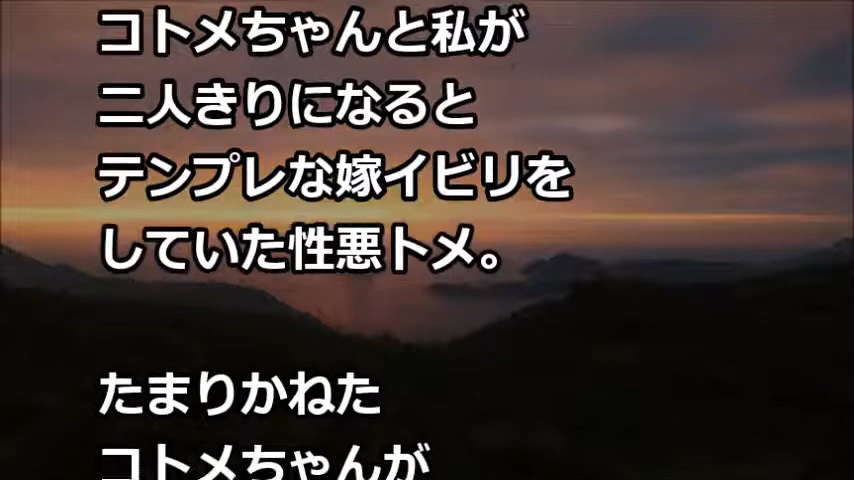 コトメちゃんと私が
二人きりになると
テンプレな嫁イビリを
していた性悪トメ。
たまりかねた
コトメちゃんが